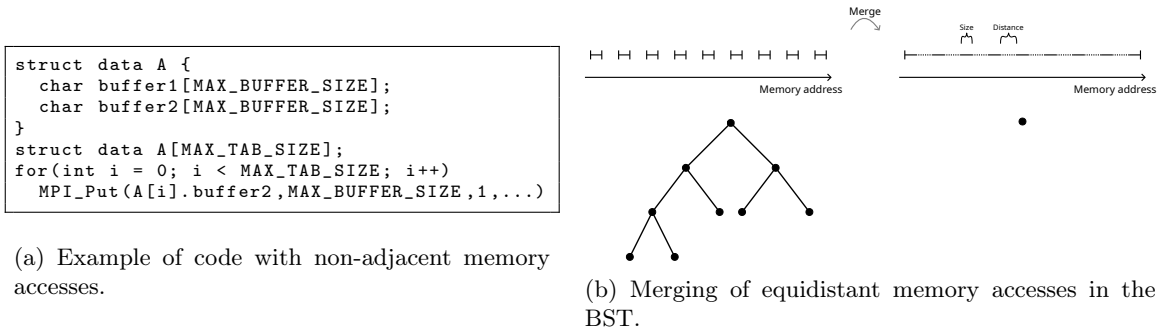 struct data A {
char buffer1[MAX_BUFFER_SIZE];
char buffer2[MAX_BUFFER_SIZE];
}
struct data A[MAX_TAB_SIZE];
for(int i = 0; i < MAX_TAB_SIZE; i++)
MPI_Put(A[i].buffer2,MAX_BUFFER_SIZE,1,...)
(a) Example of code with non-adjacent memory
accesses.
Merge
Size Distance
Memory address Memory address
(b) Merging of equidistant memory accesses in the
BST.